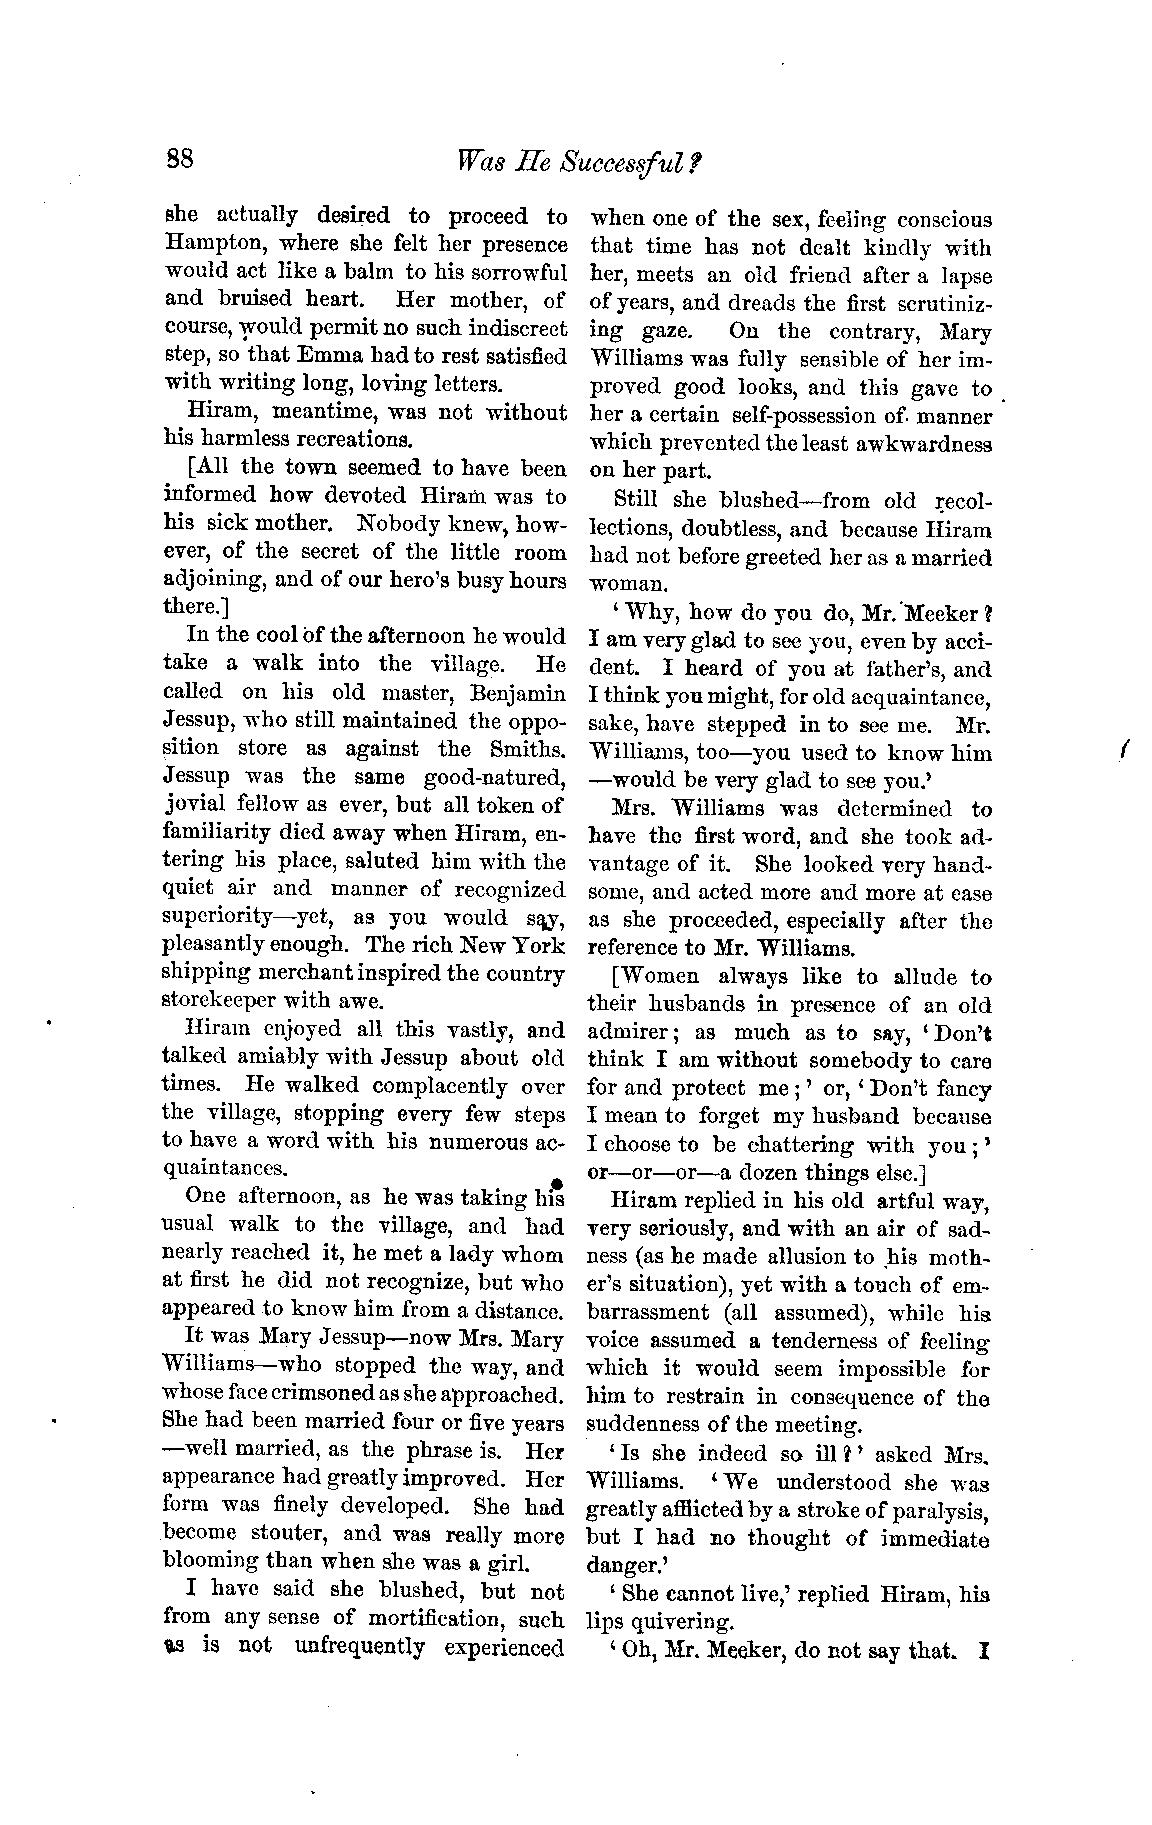 88
Was He Successful?
she actually desired to proceed to
Hampton, where she felt her presence
would act like a balm to his sorrowful
and bruised heart. Her mother, of
course, would permit no such indiscreet
step, so that Emma had to rest satisfied
with writing long, loving letters.
Hiram, meantime, was not without
his harmless recreations.
[All the town seemed to have been
informed how devoted Hiram was to
his sick mother. Nobody knew, how-
ever, of the secret of the little room
adjoining, and of our hero's busy hours
there.]
In the cool of the afternoon he would
take a walk into the village. He
called on his old master, Benjamin
Jessup, who still maintained the oppo-
sition store as against the Smiths.
Jessup was the same good-natured,
jovial fellow as ever, but all token of
familiarity died away when Hiram, en-
tering his place, saluted him with the
quiet air and manner of recognized
superiority—yet, as you would say,
pleasantly enough. The rich New York
shipping merchant inspired the country
storekeeper with awe.
Hiram enjoyed all this vastly, and
talked amiably with Jessup about old
times. He walked complacently over
the village, stopping every few steps
to have a word with his numerous ac-
quaintances.
One afternoon, as he was taking his
usual walk to the village, and had
nearly reached it, he met a lady whom
at first he did not recognize, but who
appeared to know him from a distance.
It was Mary Jessup—now Mrs. Mary
Williams—who stopped the way, and
whose face crimsoned as she approached.
She had been married four or five years
—well married, as the phrase is. Her
appearance had greatly improved. Her
form was finely developed. She had
become stouter, and was really more
blooming than when she was a girl.
I have said she blushed, but not
from any sense of mortification, such
as is not unfrequently experienced
when one of the sex, feeling conscious
that time has not dealt kindly with
her, meets an old friend after a lapse
of years, and dreads the first scrutiniz-
ing gaze. On the contrary, Mary
Williams was fully sensible of her im-
proved good looks, and this gave to
her a certain self-possession of manner
which prevented the least awkwardness
on her part.
Still she blushed—from old recol-
lections, doubtless, and because Hiram
had not before greeted her as a married
woman.
'Why, how do you do, Mr. Meeker?
I am very glad to see you, even by acci-
dent. I heard of you at father's, and
I think you might, for old acquaintance,
sake, have stepped in to see me. Mr.
Williams, too—you used to know him
—would be very glad to see you.'
Mrs. Williams was determined to
have the first word, and she took ad-
vantage of it. She looked very hand-
some, and acted more and more at ease
as she proceeded, especially after the
reference to Mr. Williams.
[Women always like to allude to
their husbands in presence of an old
admirer; as much as to say, 'Don't
think I am without somebody to care
for and protect me;' or, 'Don't fancy
I mean to forget my husband because
I choose to be chattering with you;'
or—or—or—a dozen things else.]
Hiram replied in his old artful way,
very seriously, and with an air of sad-
ness (as he made allusion to his moth-
er's situation), yet with a touch of em-
barrassment (all assumed), while his
voice assumed a tenderness of feeling
which it would seem impossible for
him to restrain in consequence of the
suddenness of the meeting.
'Is she indeed so ill?' asked Mrs.
Williams. 'We understood she was
greatly afflicted by a stroke of paralysis,
but I had no thought of immediate
danger.'
'She cannot live,' replied Hiram, his
lips quivering.
'Oh, Mr. Meeker, do not say that. I